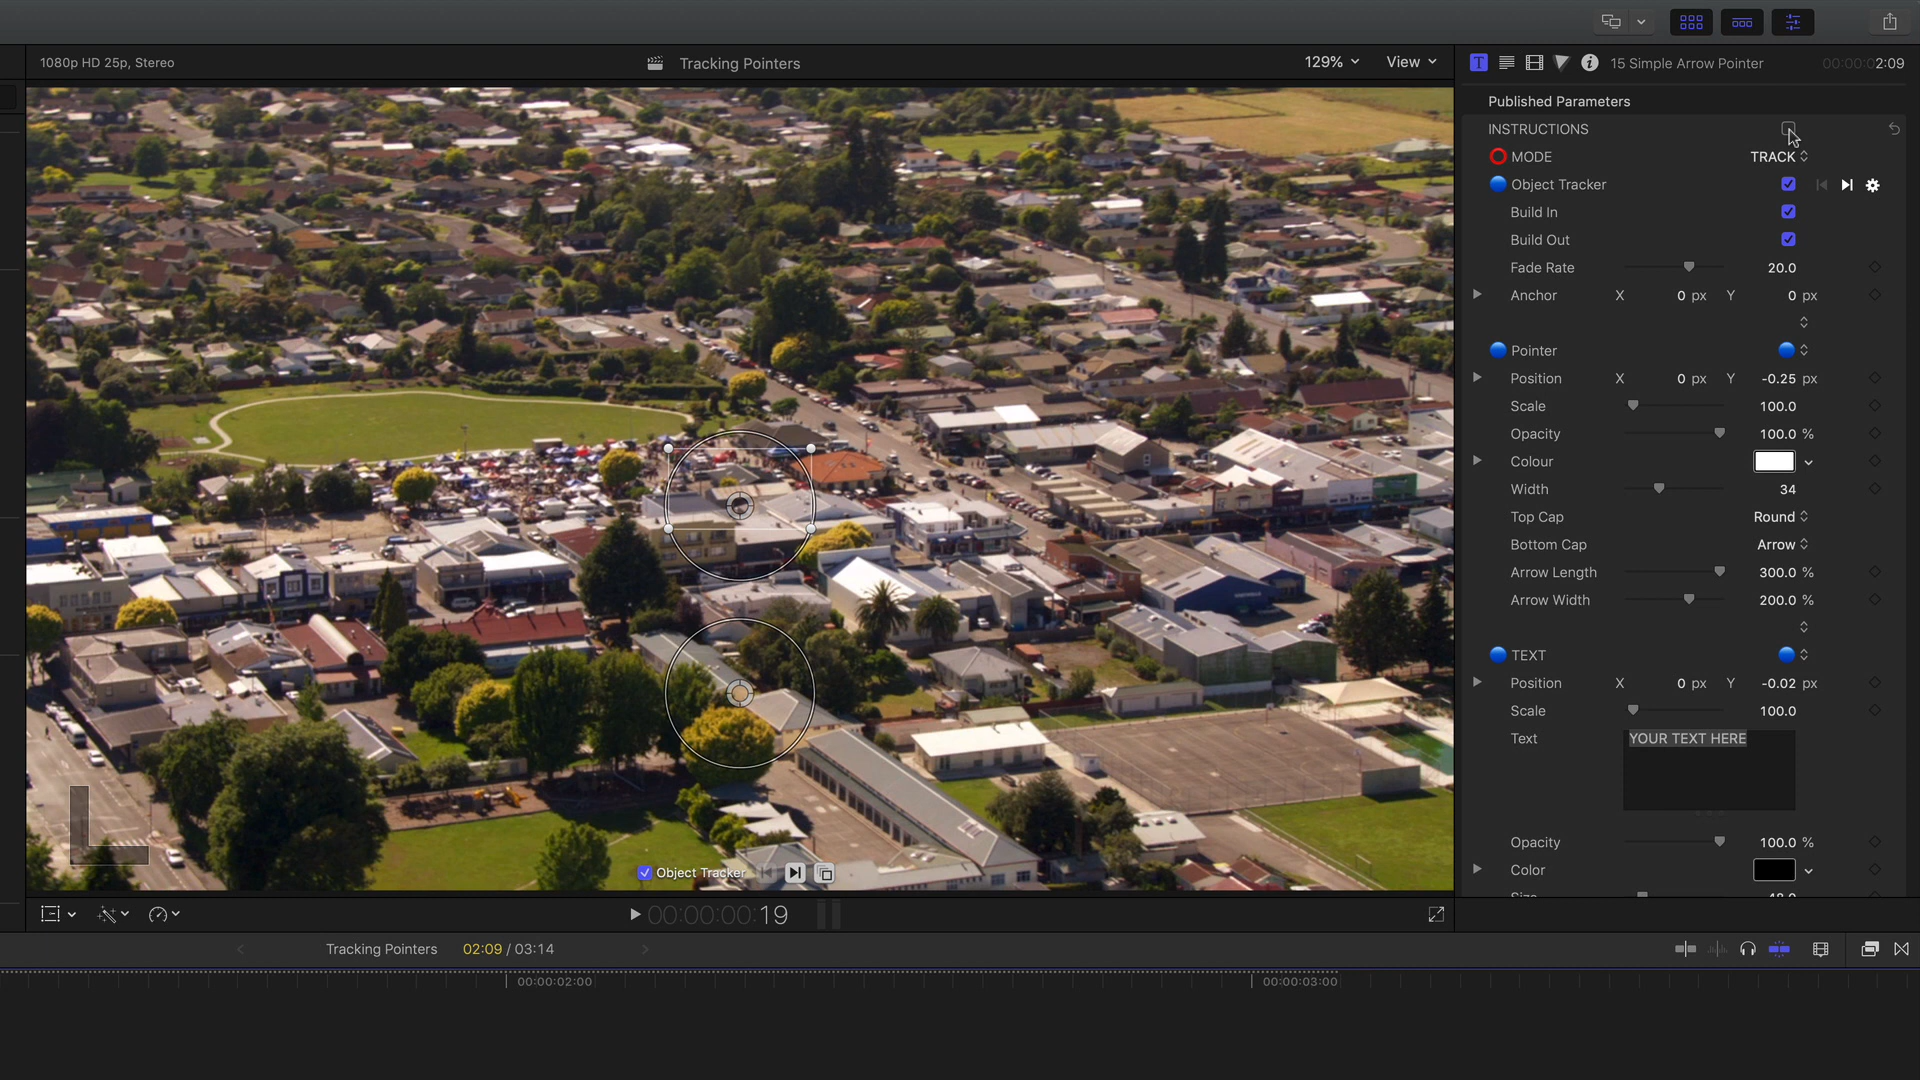 1080p HD 25p, Stereo
Tracking Pointers
129%
View
T
15 Simple Arrow Pointer
00:00:02:09
Published Parameters
INSTRUCTIONS
MODE TRACK
Object Tracker
Build In
Build Out
Fade Rate 20.0
Anchor X 0 px Y 0 px
Pointer
Position X 0 px Y -0.25 px
Scale 100.0
Opacity 100.0 %
Colour
Width 34
Top Cap Round
Bottom Cap Arrow
Arrow Length 300.0 %
Arrow Width 200.0 %
TEXT
Position X 0 px Y -0.02 px
Scale 100.0
Text YOUR TEXT HERE
Opacity 100.0 %
Color
Object Tracker
00:00:00:19
Tracking Pointers 02:09 / 03:14
00:00:02:00
00:00:03:00